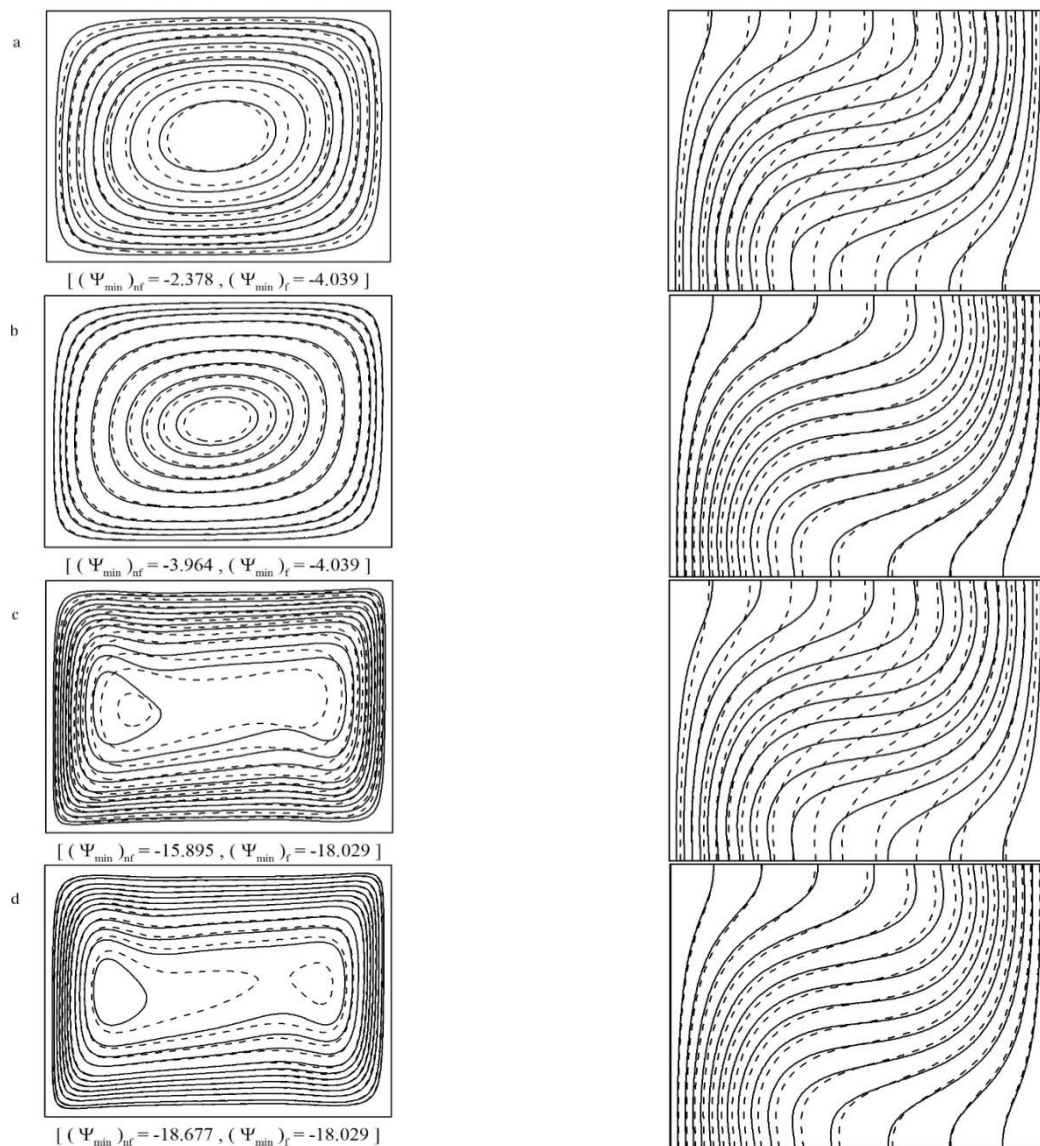 a
[ ( Ψmin )nf = -2.378 , ( Ψmin )f = -4.039 ]
b
[ ( Ψmin )nf = -3.964 , ( Ψmin )f = -4.039 ]
c
[ ( Ψmin )nf = -15.895 , ( Ψmin )f = -18.029 ]
d
[ ( Ψmin )nf = -18.677 , ( Ψmin )f = -18.029 ]